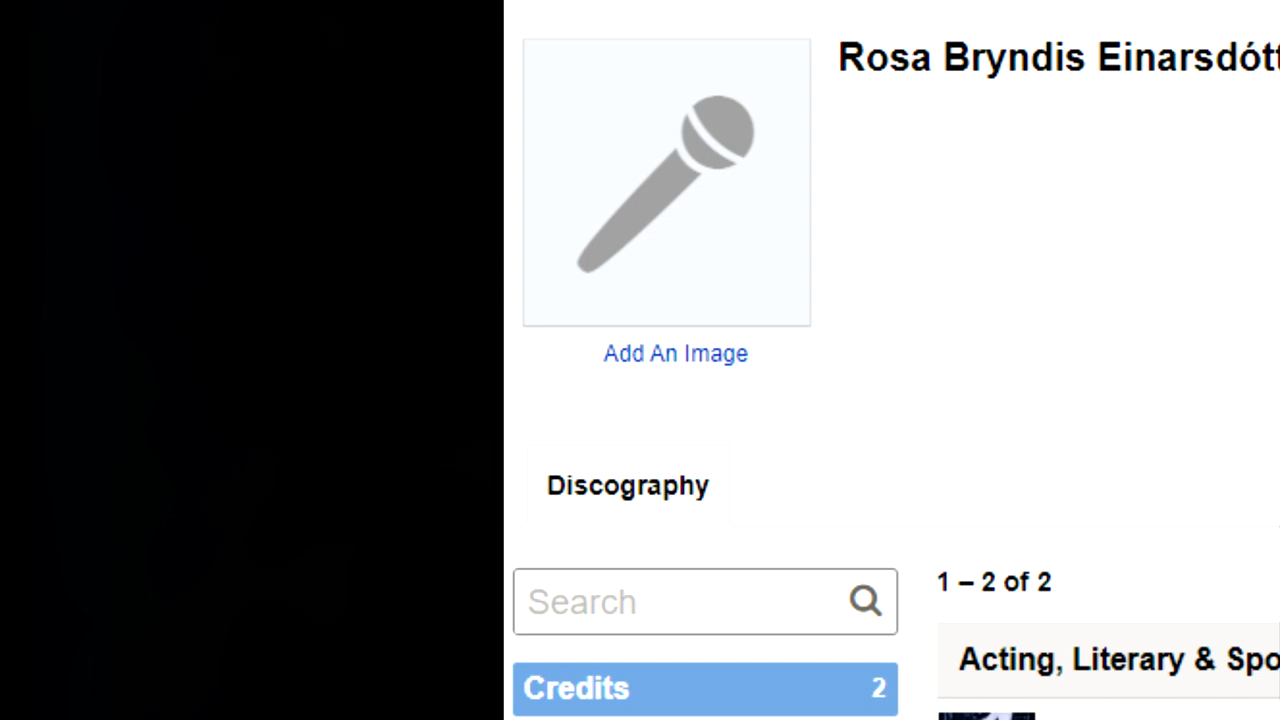 Rosa Bryndis Einarsdótt
Add An Image
Discography
Search
1 – 2 of 2
Acting, Literary & Spo
Credits 2